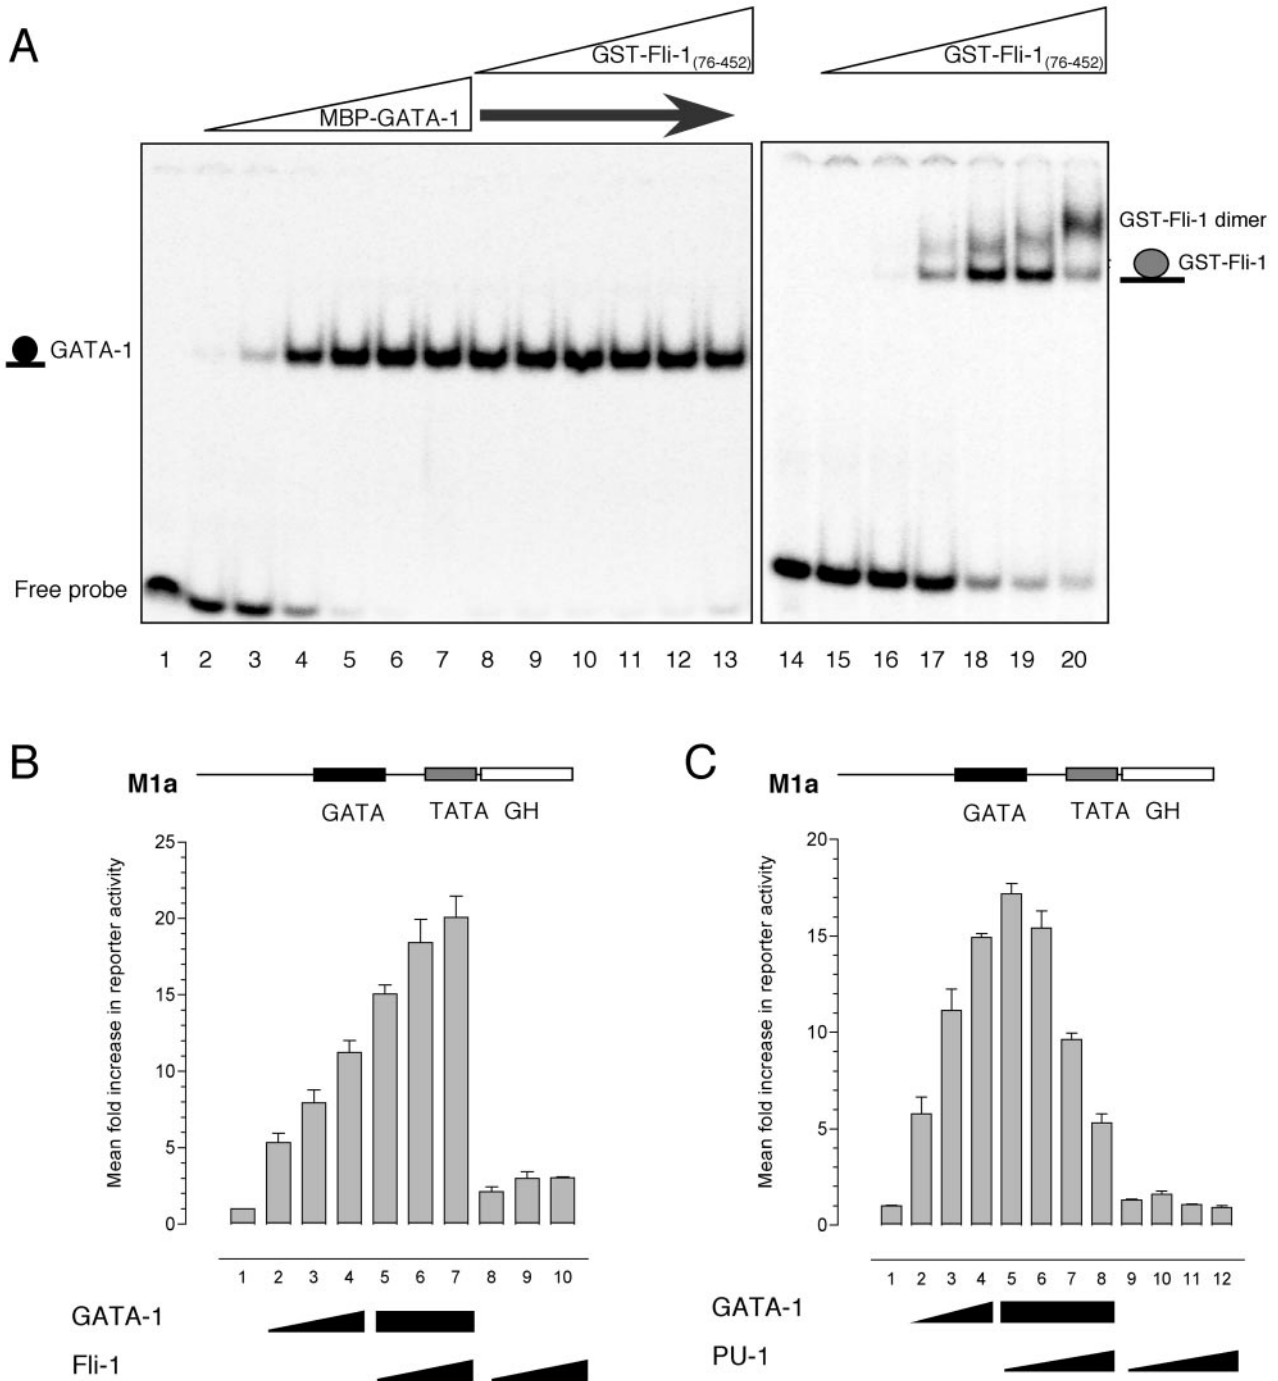 A
GST-Fli-1(76-452)
GST-Fli-1(76-452)
MBP-GATA-1
GST-Fli-1 dimer
GST-Fli-1
GATA-1
Free probe
1 2 3 4 5 6 7 8 9 10 11 12 13 14 15 16 17 18 19 20
B
M1a
GATA TATA GH
Mean fold increase in reporter activity
25
20
15
10
5
0
1 2 3 4 5 6 7 8 9 10
GATA-1
Fli-1
C
M1a
GATA TATA GH
Mean fold increase in reporter activity
20
15
10
5
0
1 2 3 4 5 6 7 8 9 10 11 12
GATA-1
PU-1